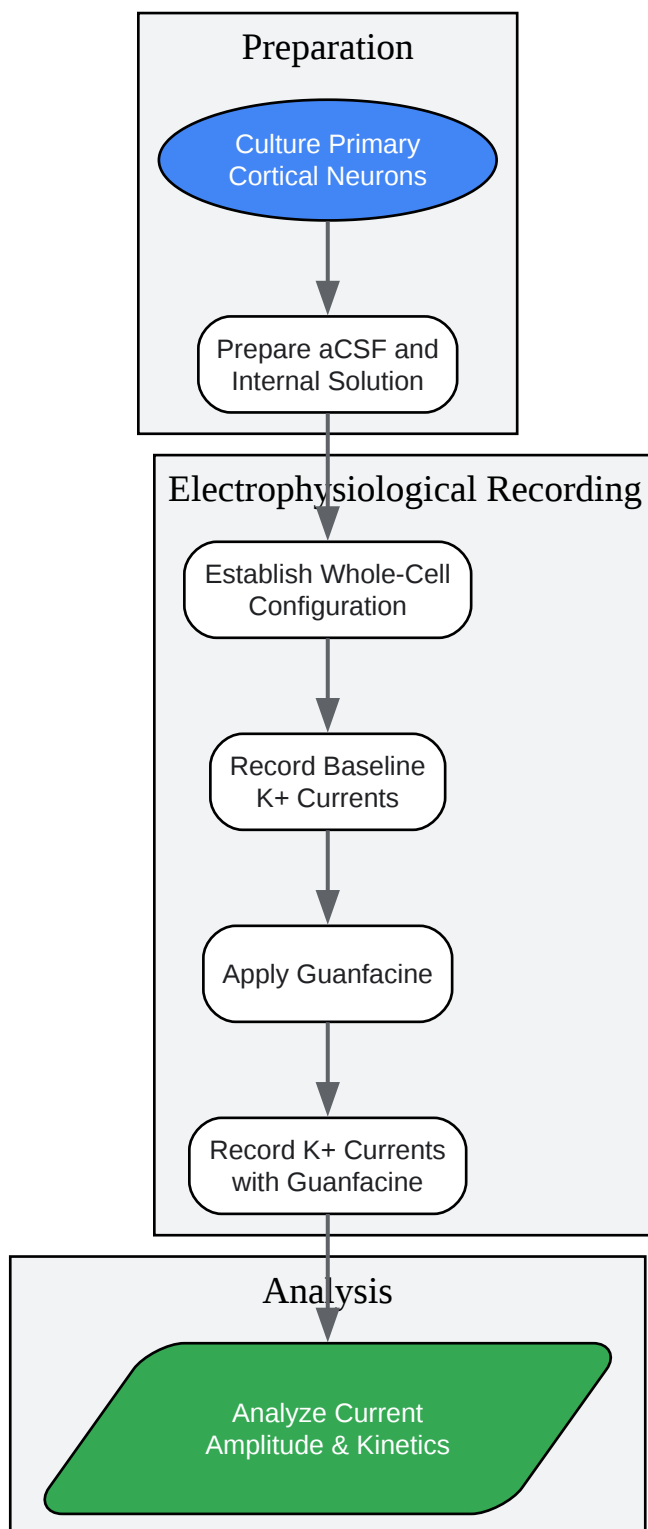 Preparation
Culture Primary
Cortical Neurons
Prepare aCSF and
Internal Solution
Electrophysiological Recording
Establish Whole-Cell
Configuration
Record Baseline
K+ Currents
Apply Guanfacine
Record K+ Currents
with Guanfacine
Analysis
Analyze Current
Amplitude & Kinetics